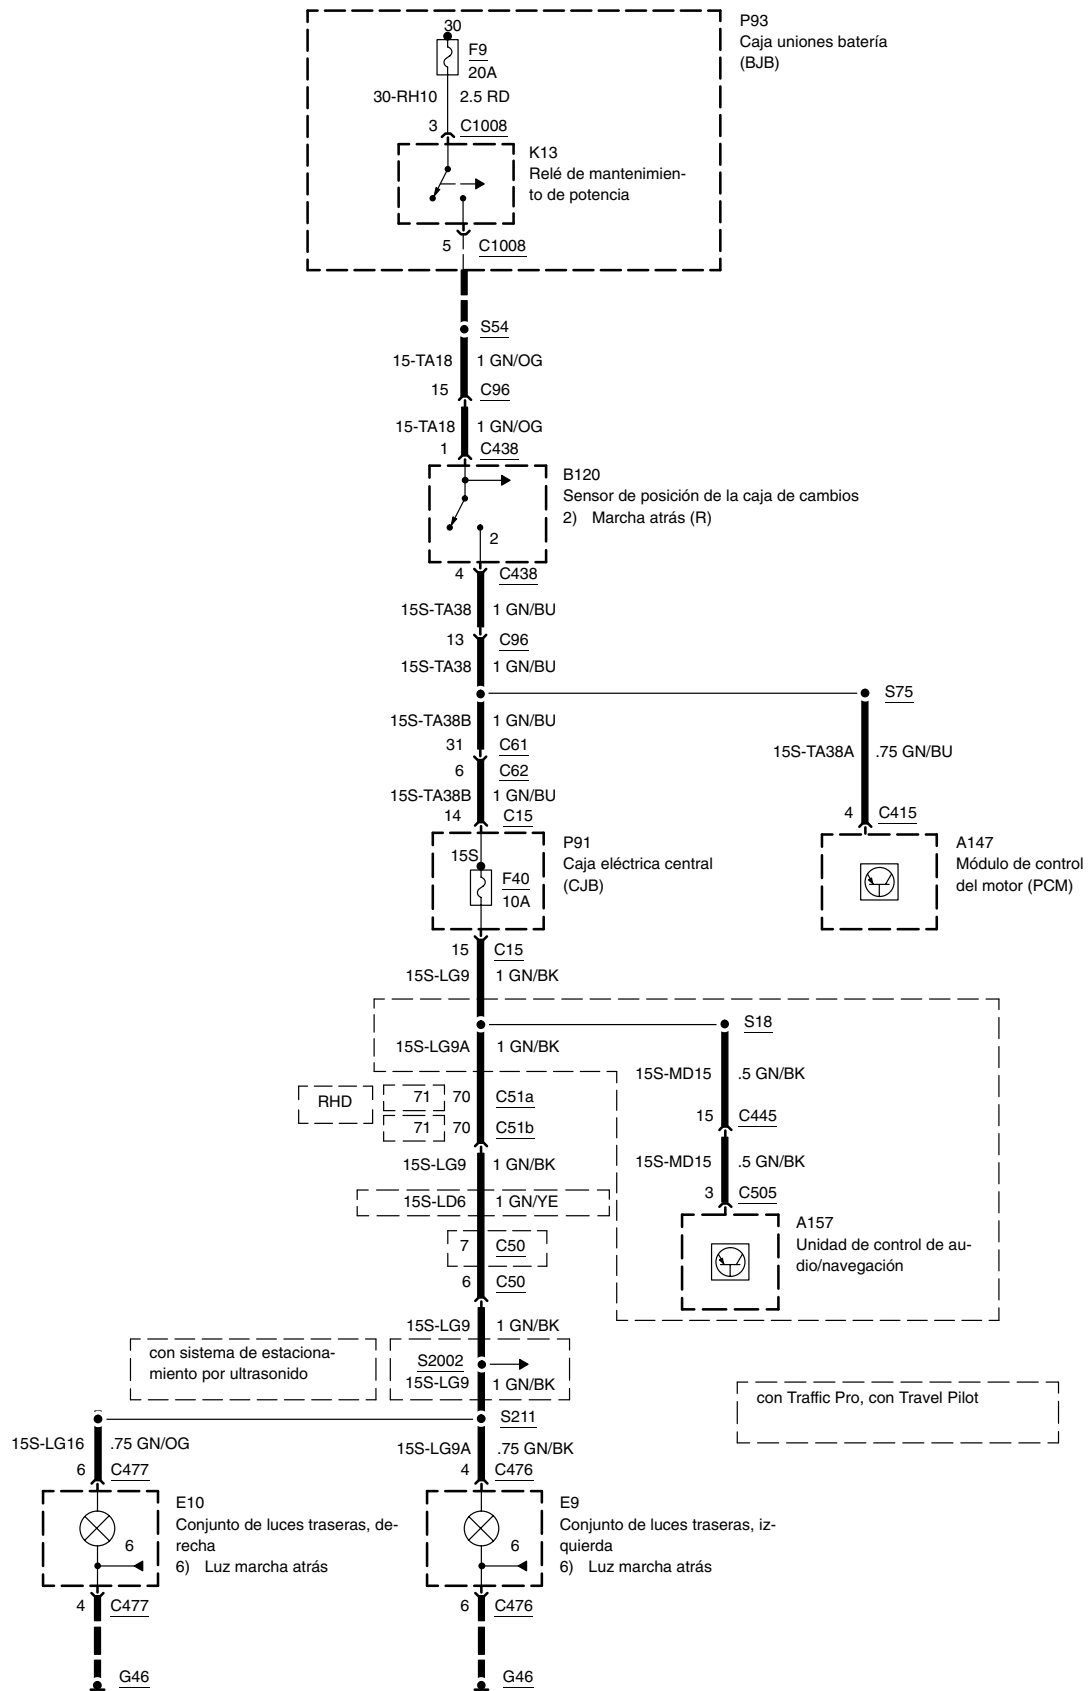 P93
Caja uniones batería
(BJB)
30
F9
20A
30-RH10 2.5 RD
3 C1008
K13
Relé de mantenimien-
to de potencia
5 C1008
S54
15-TA18 1 GN/OG
15 C96
15-TA18 1 GN/OG
1 C438
B120
Sensor de posición de la caja de cambios
2) Marcha atrás (R)
2
4 C438
15S-TA38 1 GN/BU
13 C96
15S-TA38 1 GN/BU
S75
15S-TA38B 1 GN/BU
31 C61
15S-TA38A .75 GN/BU
6 C62
15S-TA38B 1 GN/BU
14 C15
4 C415
P91
Caja eléctrica central
(CJB)
15S
F40
10A
A147
Módulo de control
del motor (PCM)
15 C15
15S-LG9 1 GN/BK
S18
15S-LG9A 1 GN/BK
15S-MD15 .5 GN/BK
RHD
71 70 C51a
15 C445
71 70 C51b
15S-LG9 1 GN/BK
15S-MD15 .5 GN/BK
15S-LD6 1 GN/YE
3 C505
A157
Unidad de control de au-
dio/navegación
7 C50
6 C50
15S-LG9 1 GN/BK
con sistema de estaciona-
miento por ultrasonido
S2002
15S-LG9 1 GN/BK
con Traffic Pro, con Travel Pilot
S211
15S-LG16 .75 GN/OG
15S-LG9A .75 GN/BK
6 C477
4 C476
E10
Conjunto de luces traseras, de-
recha
6) Luz marcha atrás
6
E9
Conjunto de luces traseras, iz-
quierda
6) Luz marcha atrás
6
4 C477
6 C476
G46
G46